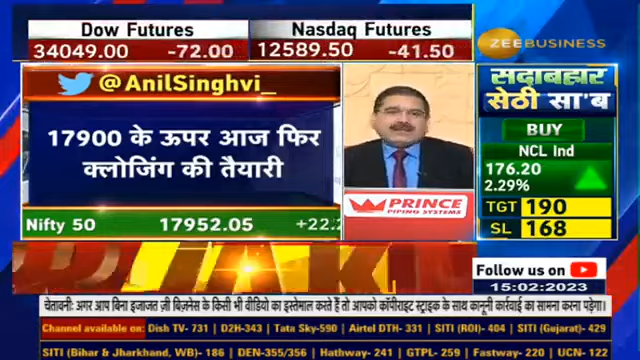 Dow Futures
34049.00 -72.00
Nasdaq Futures
12589.50 -41.50
ZEE BUSINESS
@AnilSinghvi_
17900 के ऊपर आज फिर
क्लोजिंग की तैयारी
Nifty 50 17952.05 +22.
सदाबहार
सेठी सा'ब
BUY
NCL Ind
176.20
2.29%
TGT 190
SL 168
PRINCE
PIPING SYSTEMS
Follow us on
15:02:2023
चेतावनी: अगर आप बिना इजाजत ज़ी बिज़नेस के किसी भी वीडियो का इस्तेमाल करते हैं तो आपको कॉपीराइट स्ट्राइक के साथ कानूनी कार्रवाई का सामना करना पड़ेगा।
Channel available on: Dish TV- 731 | D2H-343 | Tata Sky-590 | Airtel DTH-331 | SITI (ROI) - 404 | SITI (Gujarat) - 429
SITI (Bihar & Jharkhand, WB)- 186 | DEN-355/356 | Hathway-241 | GTPL- 259 | Fastway- 220 | UCN- 122